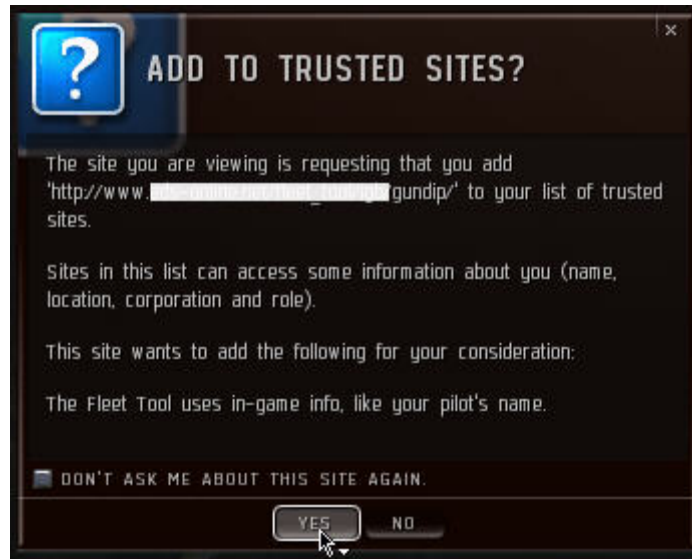 ADD TO TRUSTED SITES?
The site you are viewing is requesting that you add
'http://www. gundip/' to your list of trusted
sites.
Sites in this list can access some information about you (name,
location, corporation and role).
This site wants to add the following for your consideration:
The Fleet Tool uses in-game info, like your pilot's name.
DON'T ASK ME ABOUT THIS SITE AGAIN.
YES NO